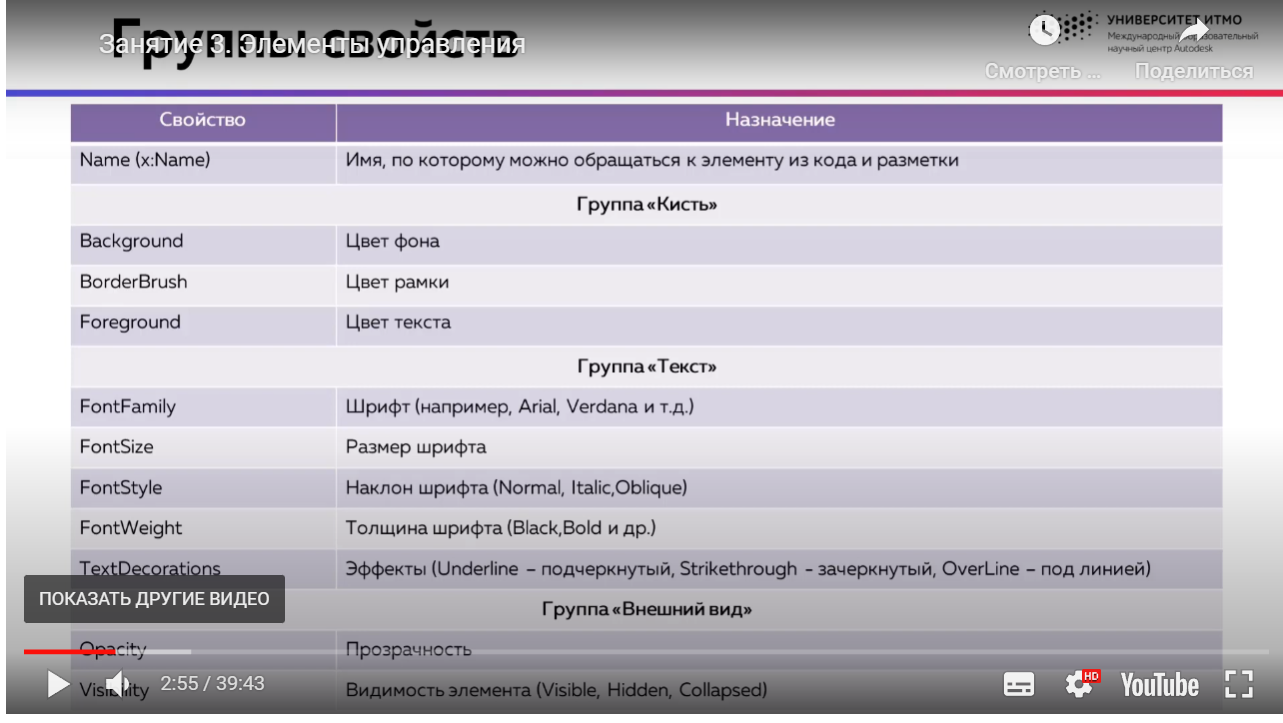 Группы свойств
Занятие 3. Элементы управления
УНИВЕРСИТЕТ ИТМО
Международный образовательный
научный центр Autodesk
Смотреть ...
Поделиться
Свойство Назначение
Name (x:Name) Имя, по которому можно обращаться к элементу из кода и разметки
Группа «Кисть»
Background Цвет фона
BorderBrush Цвет рамки
Foreground Цвет текста
Группа «Текст»
FontFamily Шрифт (например, Arial, Verdana и т.д.)
FontSize Размер шрифта
FontStyle Наклон шрифта (Normal, Italic,Oblique)
FontWeight Толщина шрифта (Black,Bold и др.)
TextDecorations Эффекты (Underline – подчеркнутый, Strikethrough - зачеркнутый, OverLine – под линией)
ПОКАЗАТЬ ДРУГИЕ ВИДЕО
Группа «Внешний вид»
Opacity Прозрачность
Visibility Видимость элемента (Visible, Hidden, Collapsed)
2:55 / 39:43
HD
YouTube